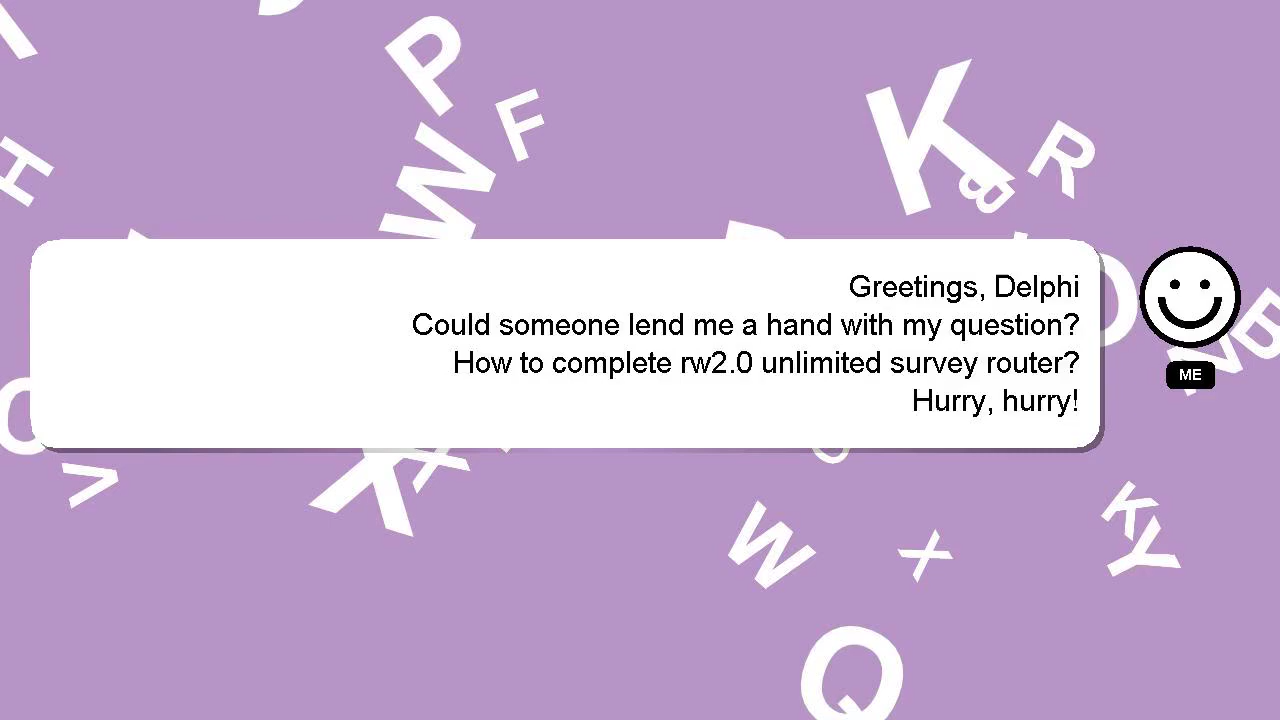 Greetings, Delphi
Could someone lend me a hand with my question?
How to complete rw2.0 unlimited survey router?
Hurry, hurry!
ME